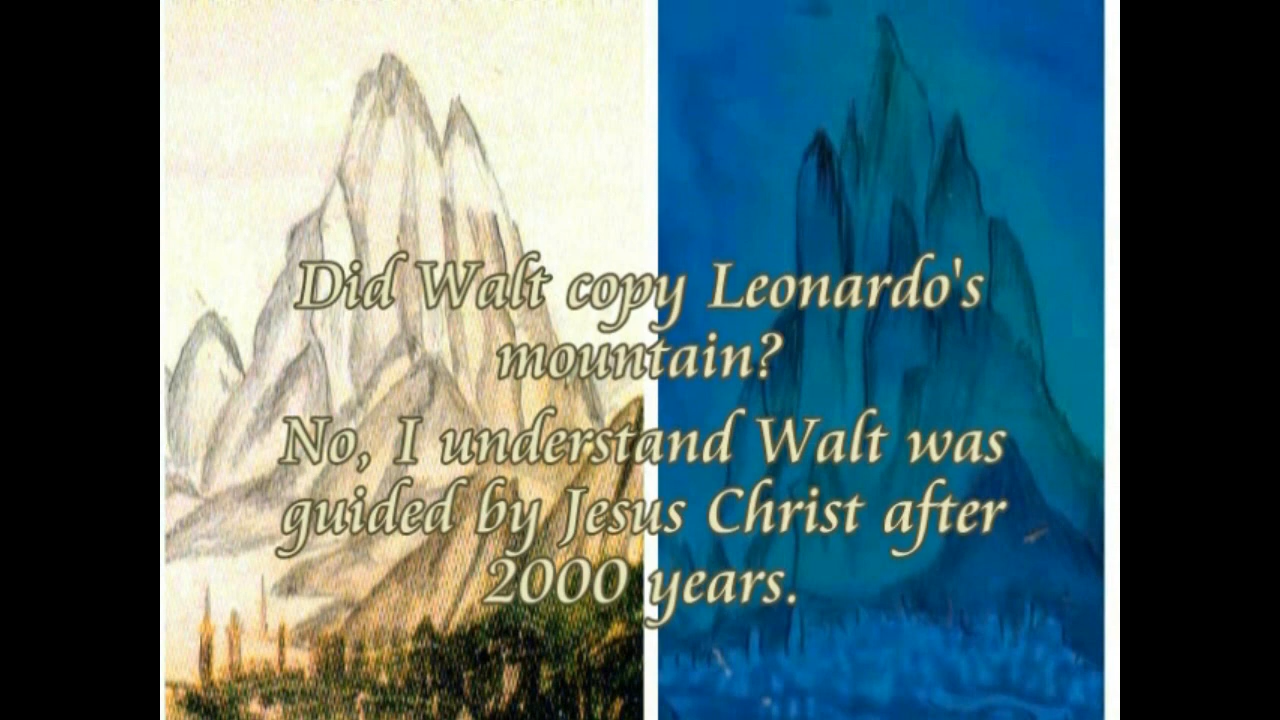 Did Walt copy Leonardo's
mountain?
No, I understand Walt was
guided by Jesus Christ after
2000 years.